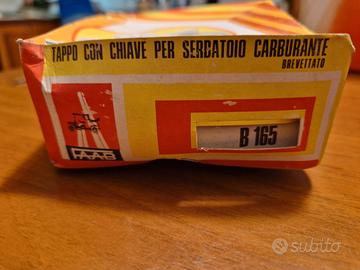 TAPPO CON CHIAVE PER SERBATOIO CARBURANTE
BREVETTATO
B 165
subito